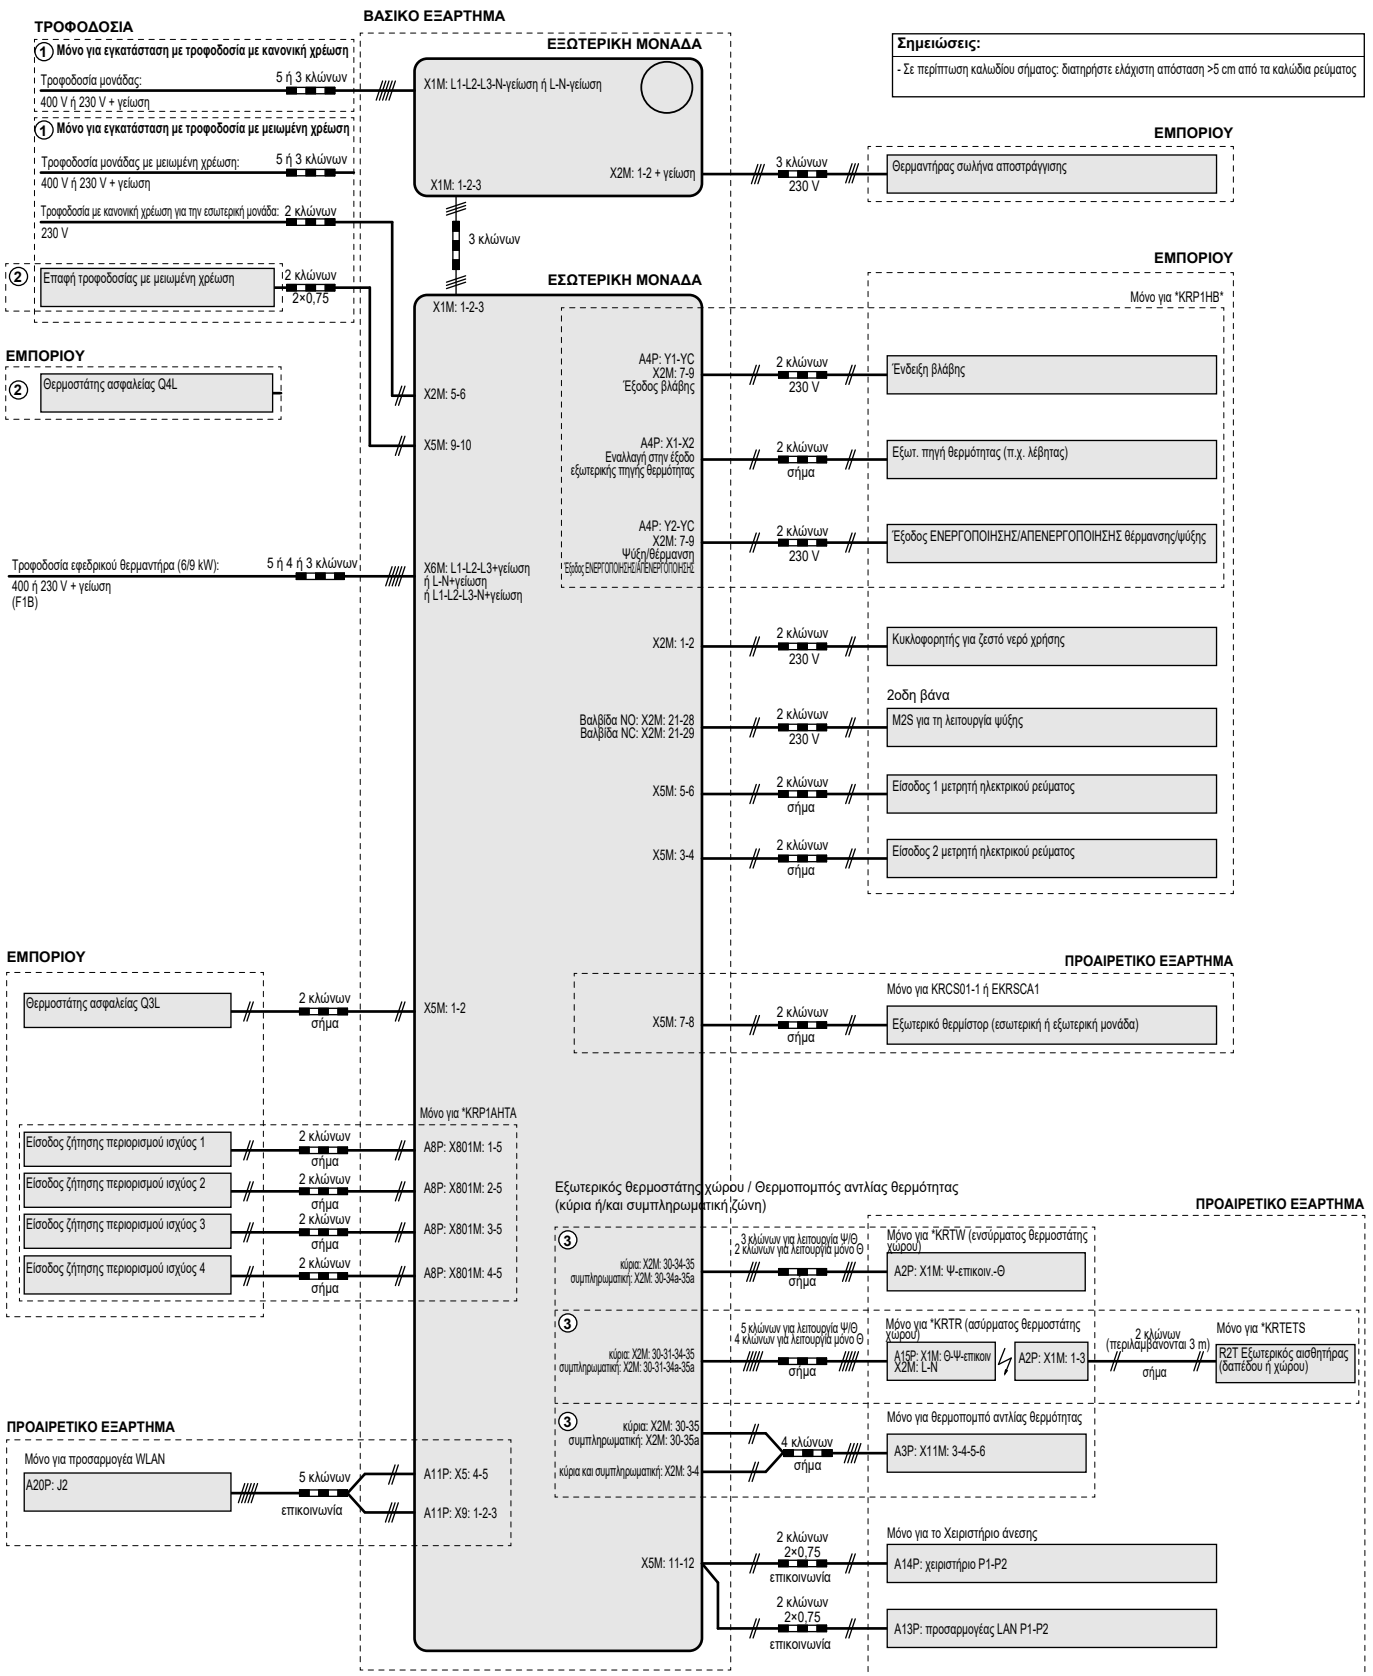 ΒΑΣΙΚΟ ΕΞΑΡΤΗΜΑ
ΤΡΟΦΟΔΟΣΙΑ
① Μόνο για εγκατάσταση με τροφοδοσία με κανονική χρέωση
Τροφοδοσία μονάδας:
5 ή 3 κλώνων
400 V ή 230 V + γείωση
① Μόνο για εγκατάσταση με τροφοδοσία με μειωμένη χρέωση
Τροφοδοσία μονάδας με μειωμένη χρέωση:
5 ή 3 κλώνων
400 V ή 230 V + γείωση
Τροφοδοσία με κανονική χρέωση για την εσωτερική μονάδα:
2 κλώνων
230 V
②
Επαφή τροφοδοσίας με μειωμένη χρέωση
2 κλώνων
2×0,75
ΕΜΠΟΡΙΟΥ
②
Θερμοστάτης ασφαλείας Q4L
ΕΞΩΤΕΡΙΚΗ ΜΟΝΑΔΑ
X1M: L1-L2-L3-N-γείωση ή L-N-γείωση
X2M: 1-2 + γείωση
X1M: 1-2-3
3 κλώνων
Σημειώσεις:
- Σε περίπτωση καλωδίου σήματος: διατηρήστε ελάχιστη απόσταση >5 cm από τα καλώδια ρεύματος
ΕΜΠΟΡΙΟΥ
3 κλώνων
230 V
Θερμαντήρας σωλήνα αποστράγγισης
ΕΣΩΤΕΡΙΚΗ ΜΟΝΑΔΑ
X1M: 1-2-3
X2M: 5-6
X5M: 9-10
ΕΜΠΟΡΙΟΥ
Μόνο για *KRP1HB*
A4P: Y1-YC
X2M: 7-9
Έξοδος βλάβης
2 κλώνων
230 V
Ένδειξη βλάβης
A4P: X1-X2
Εναλλαγή στην έξοδο
εξωτερικής πηγής θερμότητας
2 κλώνων
σήμα
Εξωτ. πηγή θερμότητας (π.χ. λέβητας)
A4P: Y2-YC
X2M: 7-9
Ψύξη/θέρμανση
Έξοδος ΕΝΕΡΓΟΠΟΙΗΣΗΣ/ΑΠΕΝΕΡΓΟΠΟΙΗΣΗΣ
2 κλώνων
230 V
Έξοδος ΕΝΕΡΓΟΠΟΙΗΣΗΣ/ΑΠΕΝΕΡΓΟΠΟΙΗΣΗΣ θέρμανσης/ψύξης
Τροφοδοσία εφεδρικού θερμαντήρα (6/9 kW):
5 ή 4 ή 3 κλώνων
400 ή 230 V + γείωση
(F1B)
X6M: L1-L2-L3+γείωση
ή L-N+γείωση
ή L1-L2-L3-N+γείωση
X2M: 1-2
2 κλώνων
230 V
Κυκλοφορητής για ζεστό νερό χρήσης
2οδη βάνα
Βαλβίδα NO: X2M: 21-28
Βαλβίδα NC: X2M: 21-29
2 κλώνων
230 V
M2S για τη λειτουργία ψύξης
X5M: 5-6
2 κλώνων
σήμα
Είσοδος 1 μετρητή ηλεκτρικού ρεύματος
X5M: 3-4
2 κλώνων
σήμα
Είσοδος 2 μετρητή ηλεκτρικού ρεύματος
ΕΜΠΟΡΙΟΥ
Θερμοστάτης ασφαλείας Q3L
2 κλώνων
σήμα
X5M: 1-2
ΠΡΟΑΙΡΕΤΙΚΟ ΕΞΑΡΤΗΜΑ
Μόνο για KRCS01-1 ή EKRSCA1
X5M: 7-8
2 κλώνων
σήμα
Εξωτερικό θερμίστορ (εσωτερική ή εξωτερική μονάδα)
Μόνο για *KRP1AHTA
Είσοδος ζήτησης περιορισμού ισχύος 1
2 κλώνων
σήμα
A8P: X801M: 1-5
Είσοδος ζήτησης περιορισμού ισχύος 2
2 κλώνων
σήμα
A8P: X801M: 2-5
Είσοδος ζήτησης περιορισμού ισχύος 3
2 κλώνων
σήμα
A8P: X801M: 3-5
Είσοδος ζήτησης περιορισμού ισχύος 4
2 κλώνων
σήμα
A8P: X801M: 4-5
Εξωτερικός θερμοστάτης χώρου / Θερμοπομπός αντλίας θερμότητας
(κύρια ή/και συμπληρωματική ζώνη)
ΠΡΟΑΙΡΕΤΙΚΟ ΕΞΑΡΤΗΜΑ
③
κύρια: X2M: 30-34-35
συμπληρωματική: X2M: 30-34a-35a
3 κλώνων για λειτουργία Ψ/Θ
2 κλώνων για λειτουργία μόνο Θ
σήμα
Μόνο για *KRTW (ενσύρματος θερμοστάτης
χώρου)
A2P: X1M: Ψ-επικοιν.-Θ
③
κύρια: X2M: 30-31-34-35
συμπληρωματική: X2M: 30-31-34a-35a
5 κλώνων για λειτουργία Ψ/Θ
4 κλώνων για λειτουργία μόνο Θ
σήμα
Μόνο για *KRTR (ασύρματος θερμοστάτης
χώρου)
A15P: X1M: Θ-Ψ-επικοιν
X2M: L-N
A2P: X1M: 1-3
2 κλώνων
(περιλαμβάνονται 3 m)
σήμα
Μόνο για *KRTETS
R2T Εξωτερικός αισθητήρας
(δαπέδου ή χώρου)
③
κύρια: X2M: 30-35
συμπληρωματική: X2M: 30-35a
κύρια και συμπληρωματική: X2M: 3-4
4 κλώνων
σήμα
Μόνο για θερμοπομπό αντλίας θερμότητας
A3P: X11M: 3-4-5-6
ΠΡΟΑΙΡΕΤΙΚΟ ΕΞΑΡΤΗΜΑ
Μόνο για προσαρμογέα WLAN
A20P: J2
5 κλώνων
επικοινωνία
A11P: X5: 4-5
A11P: X9: 1-2-3
X5M: 11-12
2 κλώνων
2×0,75
επικοινωνία
Μόνο για το Χειριστήριο άνεσης
A14P: χειριστήριο P1-P2
2 κλώνων
2×0,75
επικοινωνία
A13P: προσαρμογέας LAN P1-P2